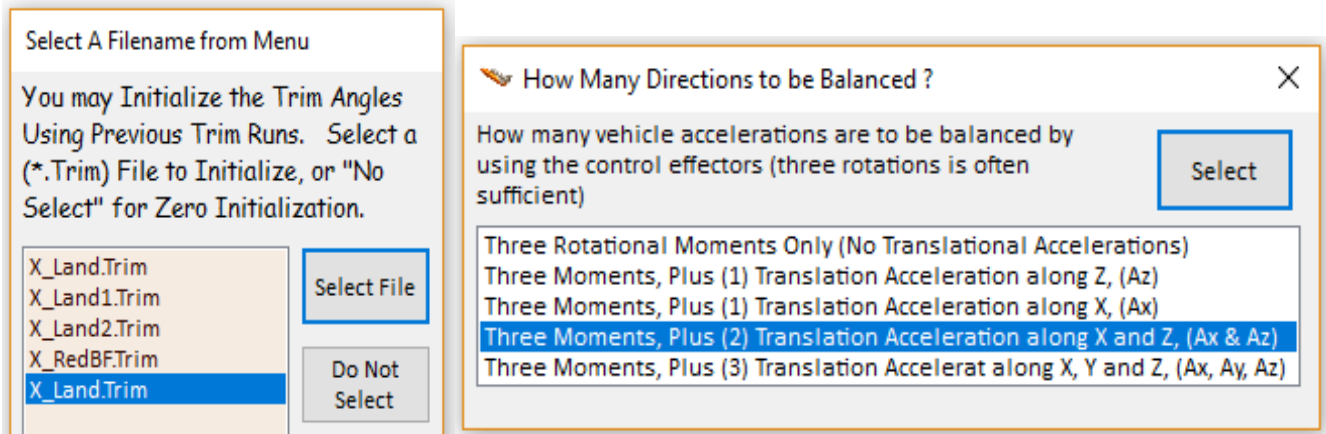 Select A Filename from Menu
You may Initialize the Trim Angles
Using Previous Trim Runs. Select a
(*.Trim) File to Initialize, or "No
Select" for Zero Initialization.
X_Land.Trim
X_Land1.Trim
X_Land2.Trim
X_RedBF.Trim
X_Land.Trim
Select File
Do Not
Select
How Many Directions to be Balanced ?
How many vehicle accelerations are to be balanced by
using the control effectors (three rotations is often
sufficient)
Select
Three Rotational Moments Only (No Translational Accelerations)
Three Moments, Plus (1) Translation Acceleration along Z, (Az)
Three Moments, Plus (1) Translation Acceleration along X, (Ax)
Three Moments, Plus (2) Translation Acceleration along X and Z, (Ax & Az)
Three Moments, Plus (3) Translation Accelerat along X, Y and Z, (Ax, Ay, Az)